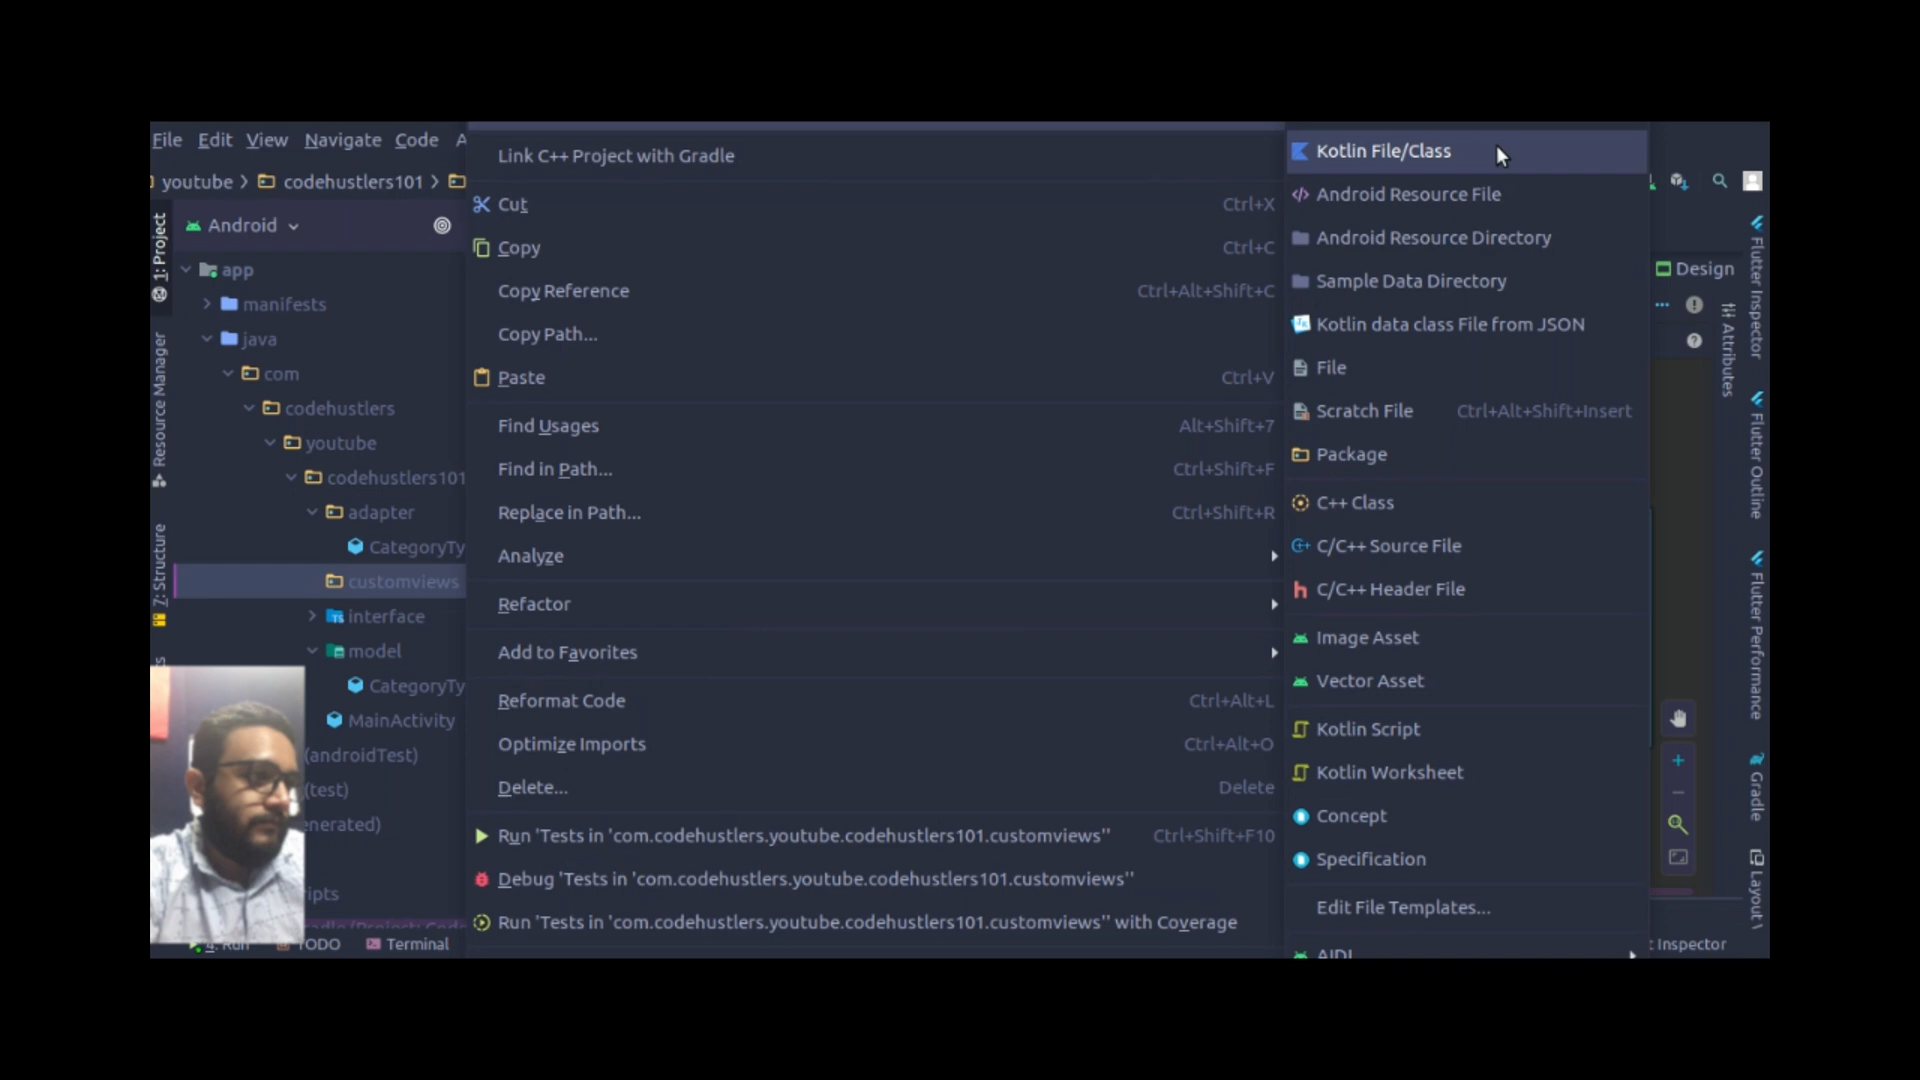 File Edit View Navigate Code A
youtube codehustlers101
1: Project
Resource Manager
7: Structure
Android
app
manifests
java
com
codehustlers
youtube
codehustlers101
adapter
CategoryTy
customviews
interface
model
CategoryTy
MainActivity
(androidTest)
(test)
enerated)
ipts
4: Run TODO Terminal
Link C++ Project with Gradle
Cut Ctrl+X
Copy Ctrl+C
Copy Reference Ctrl+Alt+Shift+C
Copy Path...
Paste Ctrl+V
Find Usages Alt+Shift+7
Find in Path... Ctrl+Shift+F
Replace in Path... Ctrl+Shift+R
Analyze
Refactor
Add to Favorites
Reformat Code Ctrl+Alt+L
Optimize Imports Ctrl+Alt+O
Delete... Delete
Run 'Tests in 'com.codehustlers.youtube.codehustlers101.customviews'' Ctrl+Shift+F10
Debug 'Tests in 'com.codehustlers.youtube.codehustlers101.customviews''
Run 'Tests in 'com.codehustlers.youtube.codehustlers101.customviews'' with Coverage
Kotlin File/Class
Android Resource File
Android Resource Directory
Sample Data Directory
Kotlin data class File from JSON
File
Scratch File Ctrl+Alt+Shift+Insert
Package
C++ Class
C/C++ Source File
C/C++ Header File
Image Asset
Vector Asset
Kotlin Script
Kotlin Worksheet
Concept
Specification
Edit File Templates...
AIDL
Design
Attributes
t Inspector
Flutter Inspector
Flutter Outline
Flutter Performance
Gradle
Layout